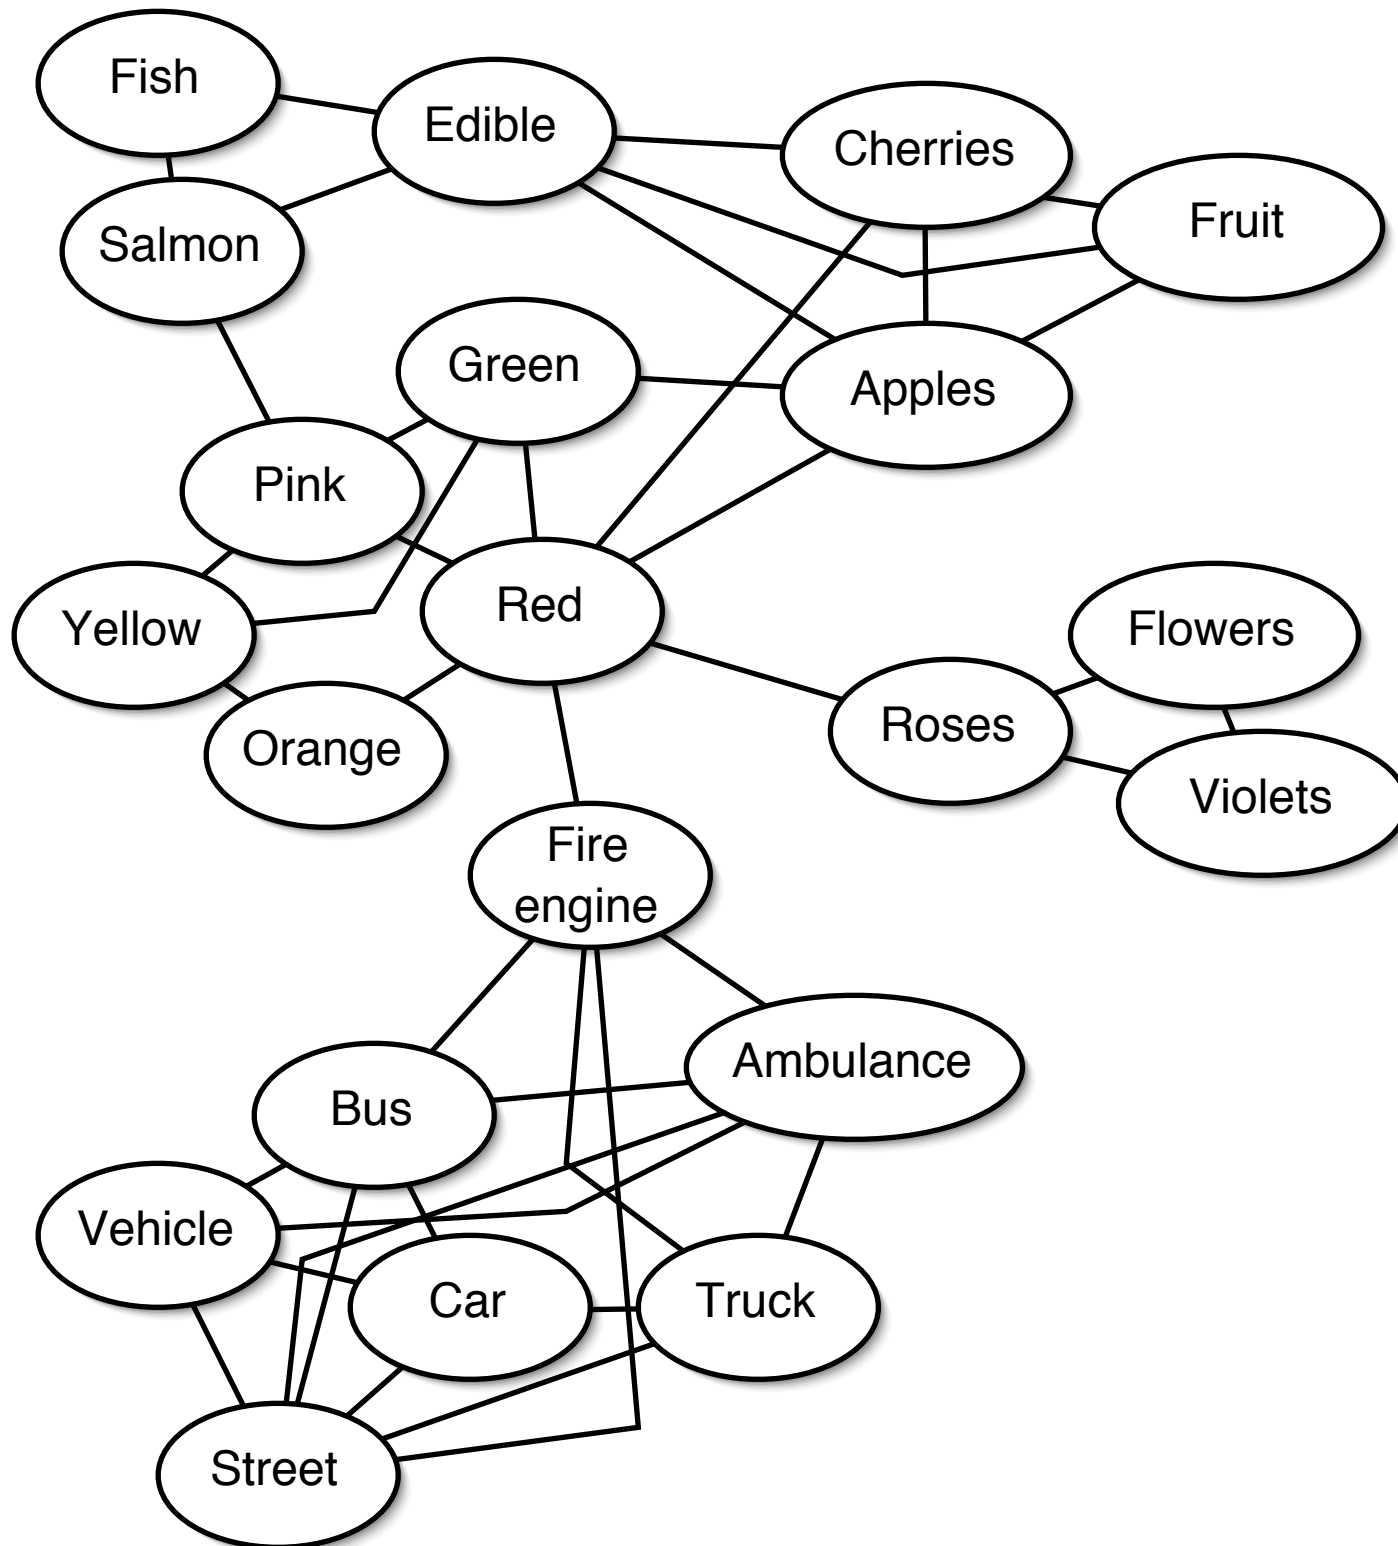 Fish
Edible
Cherries
Fruit
Salmon
Green
Apples
Pink
Red
Yellow
Flowers
Roses
Orange
Violets
Fire
engine
Ambulance
Bus
Vehicle
Car
Truck
Street